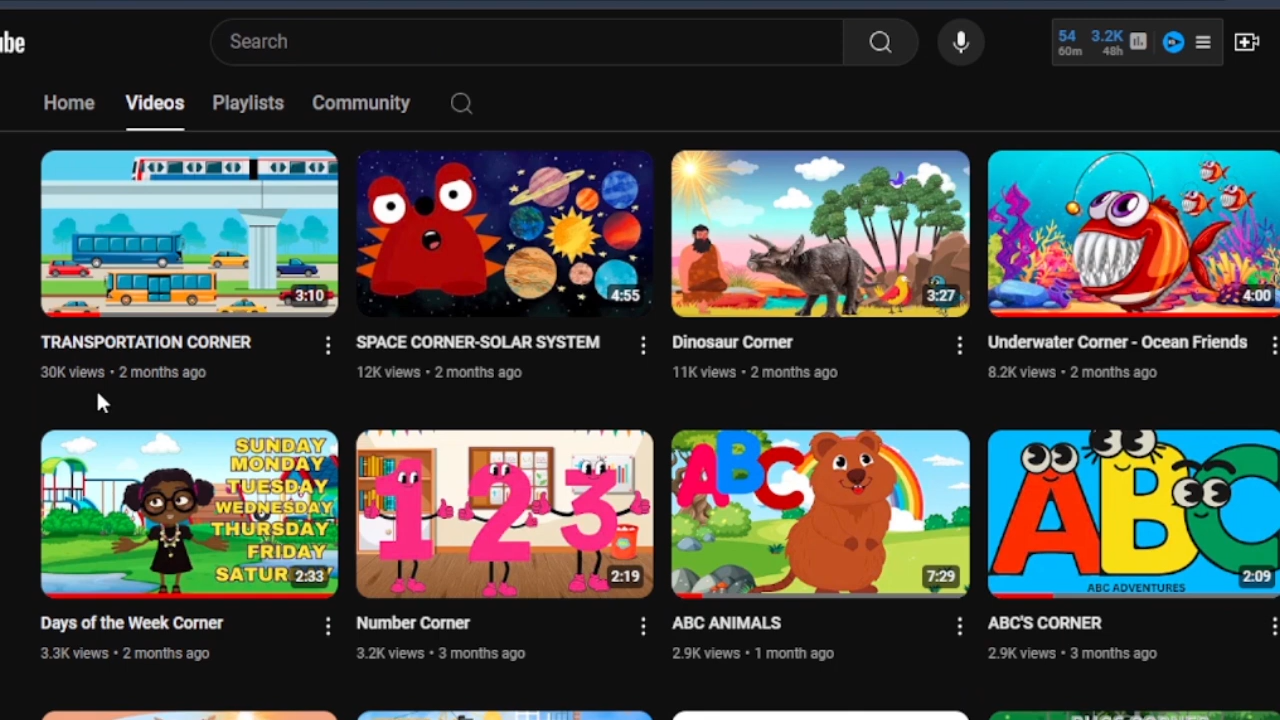 ube
Search
54 3.2K
60m 48h
Home Videos Playlists Community
3:10
4:55
3:27
4:00
TRANSPORTATION CORNER
30K views • 2 months ago
SPACE CORNER-SOLAR SYSTEM
12K views • 2 months ago
Dinosaur Corner
11K views • 2 months ago
Underwater Corner - Ocean Friends
8.2K views • 2 months ago
SUNDAY
MONDAY
TUESDAY
WEDNESDAY
THURSDAY
FRIDAY
SATURDAY
2:33
1 2 3
2:19
ABC
7:29
ABC
ABC ADVENTURES
2:09
Days of the Week Corner
3.3K views • 2 months ago
Number Corner
3.2K views • 3 months ago
ABC ANIMALS
2.9K views • 1 month ago
ABC'S CORNER
2.9K views • 3 months ago